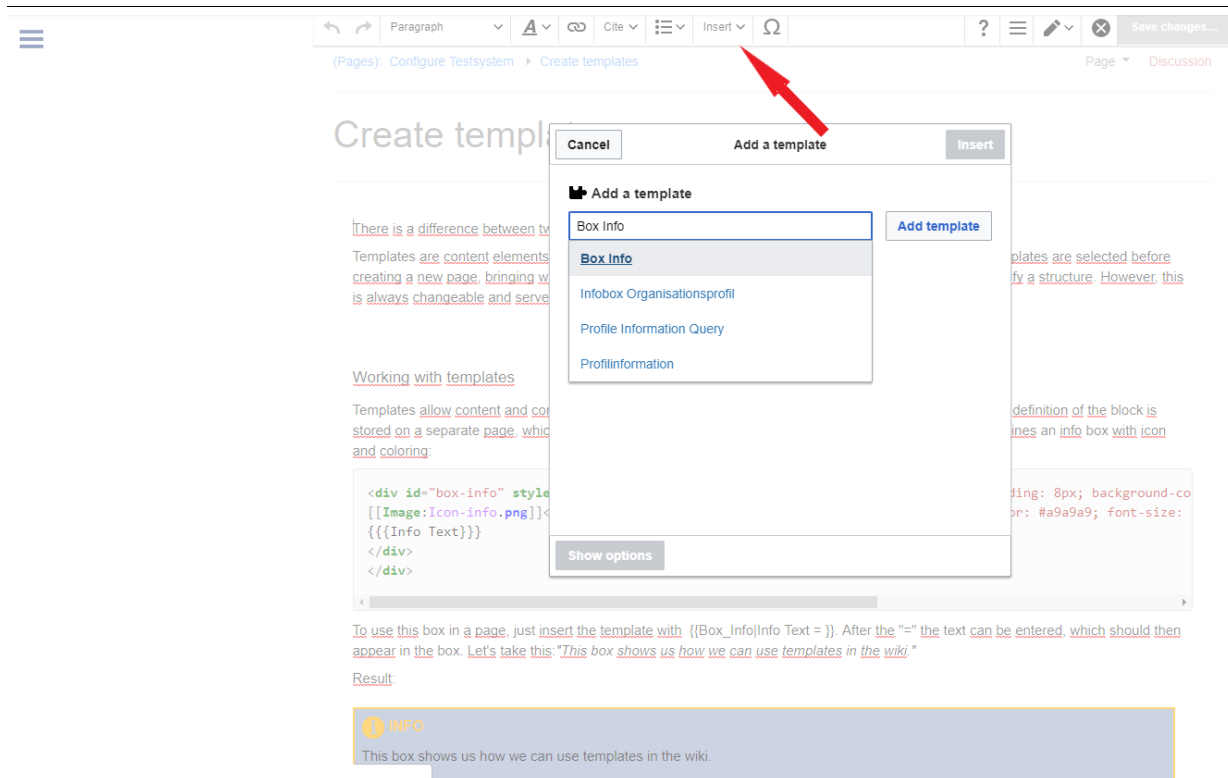 Paragraph A Cite Insert Ω ? Save changes...
(Pages): Configure Testsystem Create templates Page Discussion
Create templ
Cancel Add a template Insert
Add a template
Box Info Add template
Box Info
Infobox Organisationsprofil
Profile Information Query
Profilinformation
Show options
There is a difference between tw
Templates are content elements plates are selected before
creating a new page, bringing w ify a structure. However, this
is always changeable and serve
Working with templates
Templates allow content and cor definition of the block is
stored on a separate page, whic ines an info box with icon
and coloring:
<div id="box-info" style ding: 8px; background-co
[[Image:Icon-info.png]]< or: #a9a9a9; font-size:
{{{Info Text}}}
</div>
</div>
To use this box in a page, just insert the template with {{Box_Info|Info Text = }}. After the "=" the text can be entered, which should then
appear in the box. Let's take this:"This box shows us how we can use templates in the wiki."
Result:
INFO
This box shows us how we can use templates in the wiki.